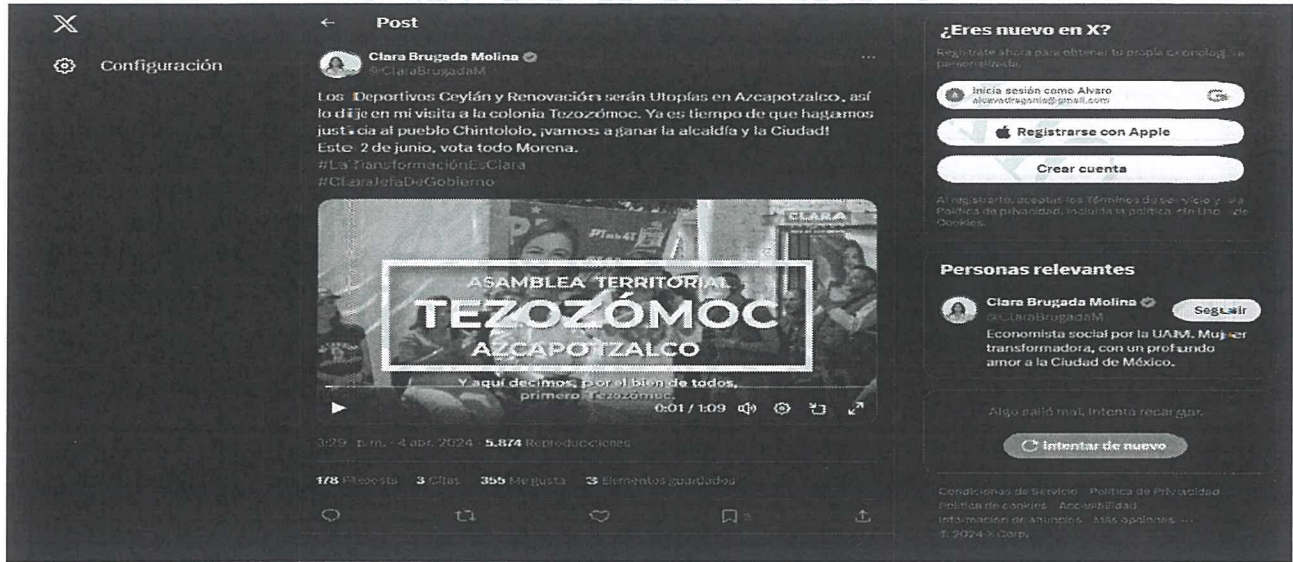 Configuración
← Post
Clara Brugada Molina
@ClaraBrugadaM
Los Deportivos Ceylán y Renovación serán Utopías en Azcapotzalco, así
lo dije en mi visita a la colonia Tezozómoc. Ya es tiempo de que hagamos
justicia al pueblo Chintololo, ¡vamos a ganar la alcaldía y la Ciudad!
Este 2 de junio, vota todo Morena.
#LaTransformaciónEsClara
#ClaraJefaDeGobierno
CLARA
PT
ASAMBLEA TERRITORIAL
TEZOZÓMOC
AZCAPOTZALCO
Y aquí decimos, por el bien de todos,
primero Tezozómoc.
0:01 / 1:09
3:29 p.m. · 4 abr. 2024 · 5,874 Reproducciones
178 Reposts 3 Citas 355 Me gusta 3 Elementos guardados
3
¿Eres nuevo en X?
Regístrate ahora para obtener tu propia cronología
personalizada.
Inicia sesión como Alvaro
Registrarse con Apple
Crear cuenta
Al registrarte, aceptas los Términos de servicio y la
Política de privacidad, incluida la política de Uso de
Cookies.
Personas relevantes
Clara Brugada Molina
@ClaraBrugadaM
Seguir
Economista social por la UAM. Mujer
transformadora, con un profundo
amor a la Ciudad de México.
Algo salió mal. Intenta recargar.
Intentar de nuevo
Condiciones de Servicio Política de Privacidad
Política de cookies Accesibilidad
Información de anuncios Más opciones ···
© 2024 X Corp.